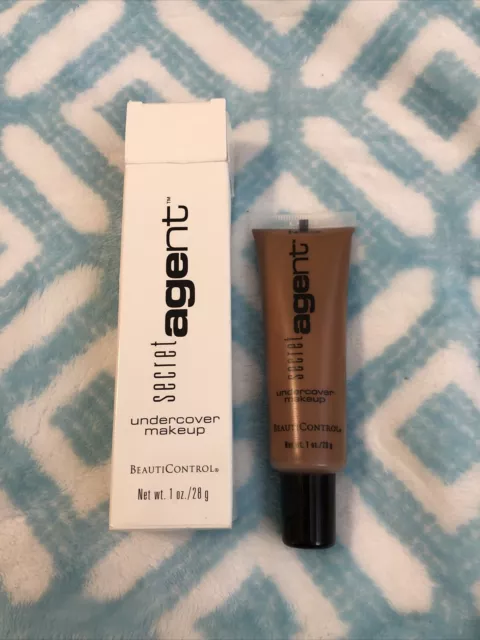 secret agent™
undercover
makeup
BEAUTICONTROL®
Net wt. 1 oz./28 g
secret agent™
undercover
makeup
BEAUTICONTROL®
Net wt. 1 oz./28 g